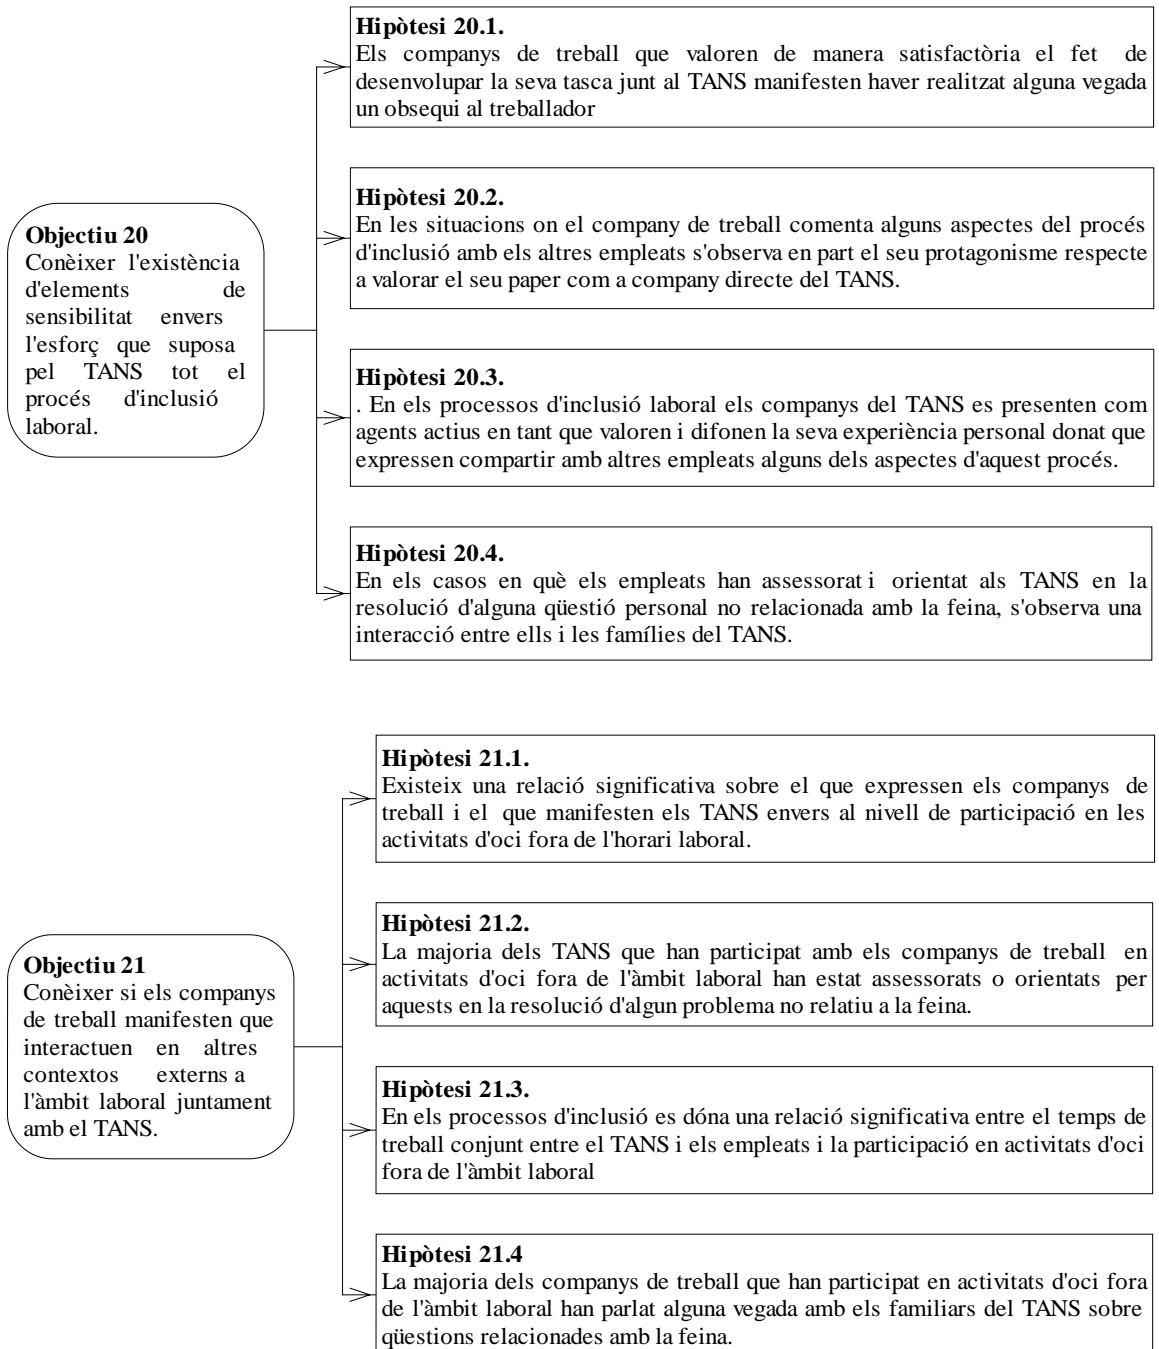 Objectiu 20
Conèixer l'existència
d'elements de
sensibilitat envers
l'esforç que suposa
pel TANS tot el
procés d'inclusió
laboral.
Hipòtesi 20.1.
Els companys de treball que valoren de manera satisfactòria el fet de
desenvolupar la seva tasca junt al TANS manifesten haver realitzat alguna vegada
un obsequi al treballador
Hipòtesi 20.2.
En les situacions on el company de treball comenta alguns aspectes del procés
d'inclusió amb els altres empleats s'observa en part el seu protagonisme respecte
a valorar el seu paper com a company directe del TANS.
Hipòtesi 20.3.
. En els processos d'inclusió laboral els companys del TANS es presenten com
agents actius en tant que valoren i difonen la seva experiència personal donat que
expressen compartir amb altres empleats alguns dels aspectes d'aquest procés.
Hipòtesi 20.4.
En els casos en què els empleats han assessorat i orientat als TANS en la
resolució d'alguna qüestió personal no relacionada amb la feina, s'observa una
interacció entre ells i les famílies del TANS.
Objectiu 21
Conèixer si els companys
de treball manifesten que
interactuen en altres
contextos externs a
l'àmbit laboral juntament
amb el TANS.
Hipòtesi 21.1.
Existeix una relació significativa sobre el que expressen els companys de
treball i el que manifesten els TANS envers al nivell de participació en les
activitats d'oci fora de l'horari laboral.
Hipòtesi 21.2.
La majoria dels TANS que han participat amb els companys de treball en
activitats d'oci fora de l'àmbit laboral han estat assessorats o orientats per
aquests en la resolució d'algun problema no relatiu a la feina.
Hipòtesi 21.3.
En els processos d'inclusió es dóna una relació significativa entre el temps de
treball conjunt entre el TANS i els empleats i la participació en activitats d'oci
fora de l'àmbit laboral
Hipòtesi 21.4
La majoria dels companys de treball que han participat en activitats d'oci fora
de l'àmbit laboral han parlat alguna vegada amb els familiars del TANS sobre
qüestions relacionades amb la feina.